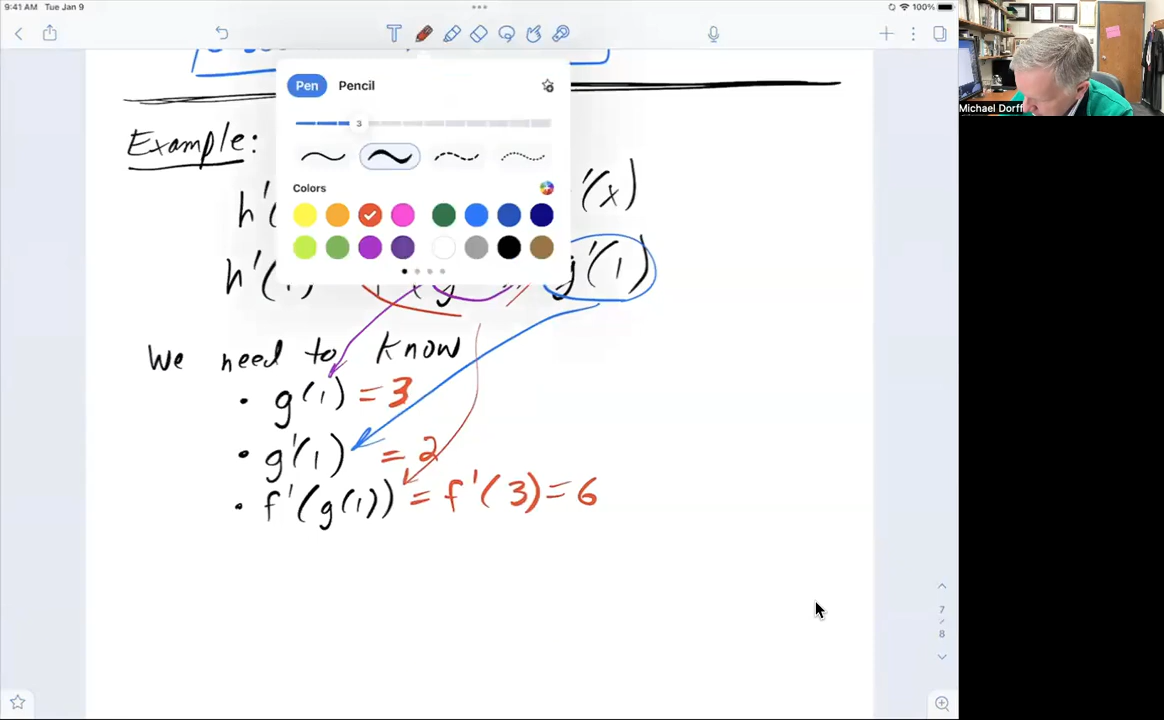 9:41 AM Tue Jan 9
100%
Pen
Pencil
3
Colors
Example:
h'(
'(x)
h'(
g'(1)
We need to know
• g(1) = 3
• g'(1) = 2
• f'(g(1)) = f'(3) = 6
Michael Dorff
7
/
8